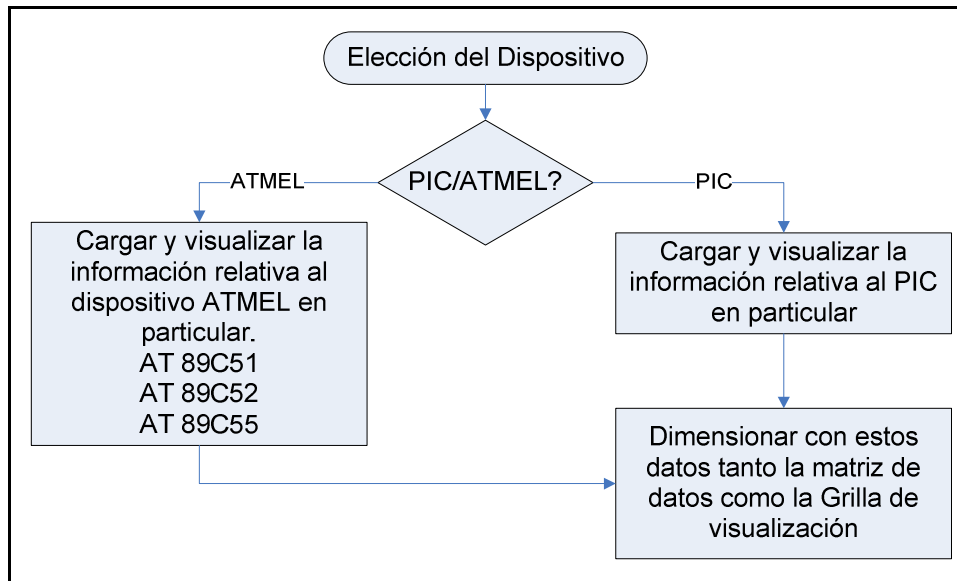 Elección del Dispositivo
PIC/ATMEL?
ATMEL
PIC
Cargar y visualizar la
información relativa al
dispositivo ATMEL en
particular.
AT 89C51
AT 89C52
AT 89C55
Cargar y visualizar la
información relativa al PIC
en particular
Dimensionar con estos
datos tanto la matriz de
datos como la Grilla de
visualización